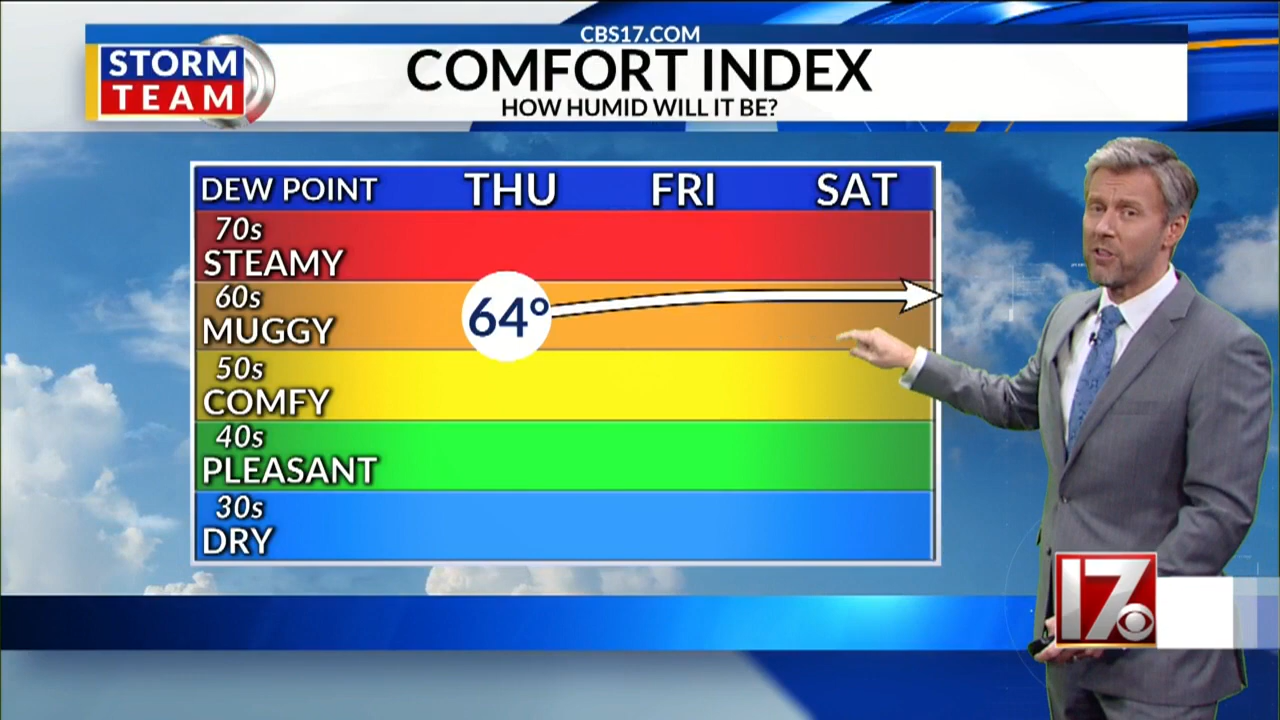 CBS17.COM
STORM
TEAM
COMFORT INDEX
HOW HUMID WILL IT BE?
DEW POINT THU FRI SAT
70s
STEAMY
60s
MUGGY
64°
50s
COMFY
40s
PLEASANT
30s
DRY
17